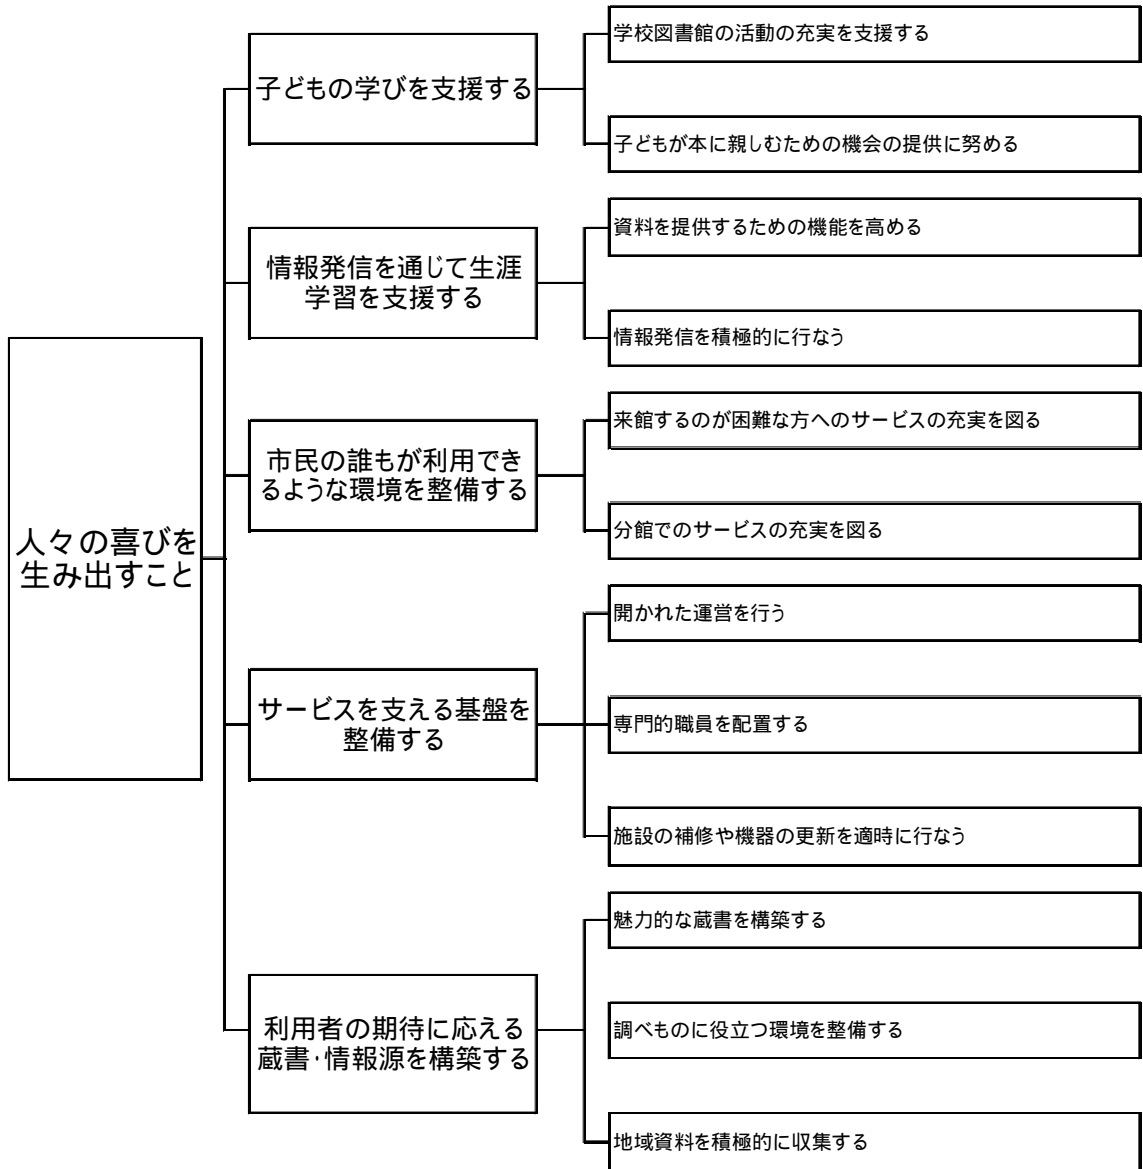 人々の喜びを
生み出すこと
子どもの学びを支援する
学校図書館の活動の充実を支援する
子どもが本に親しむための機会の提供に努める
情報発信を通じて生涯
学習を支援する
資料を提供するための機能を高める
情報発信を積極的に行なう
市民の誰もが利用でき
るような環境を整備する
来館するのが困難な方へのサービスの充実を図る
分館でのサービスの充実を図る
サービスを支える基盤を
整備する
開かれた運営を行う
専門的職員を配置する
施設の補修や機器の更新を適時に行なう
利用者の期待に応える
蔵書・情報源を構築する
魅力的な蔵書を構築する
調べものに役立つ環境を整備する
地域資料を積極的に収集する